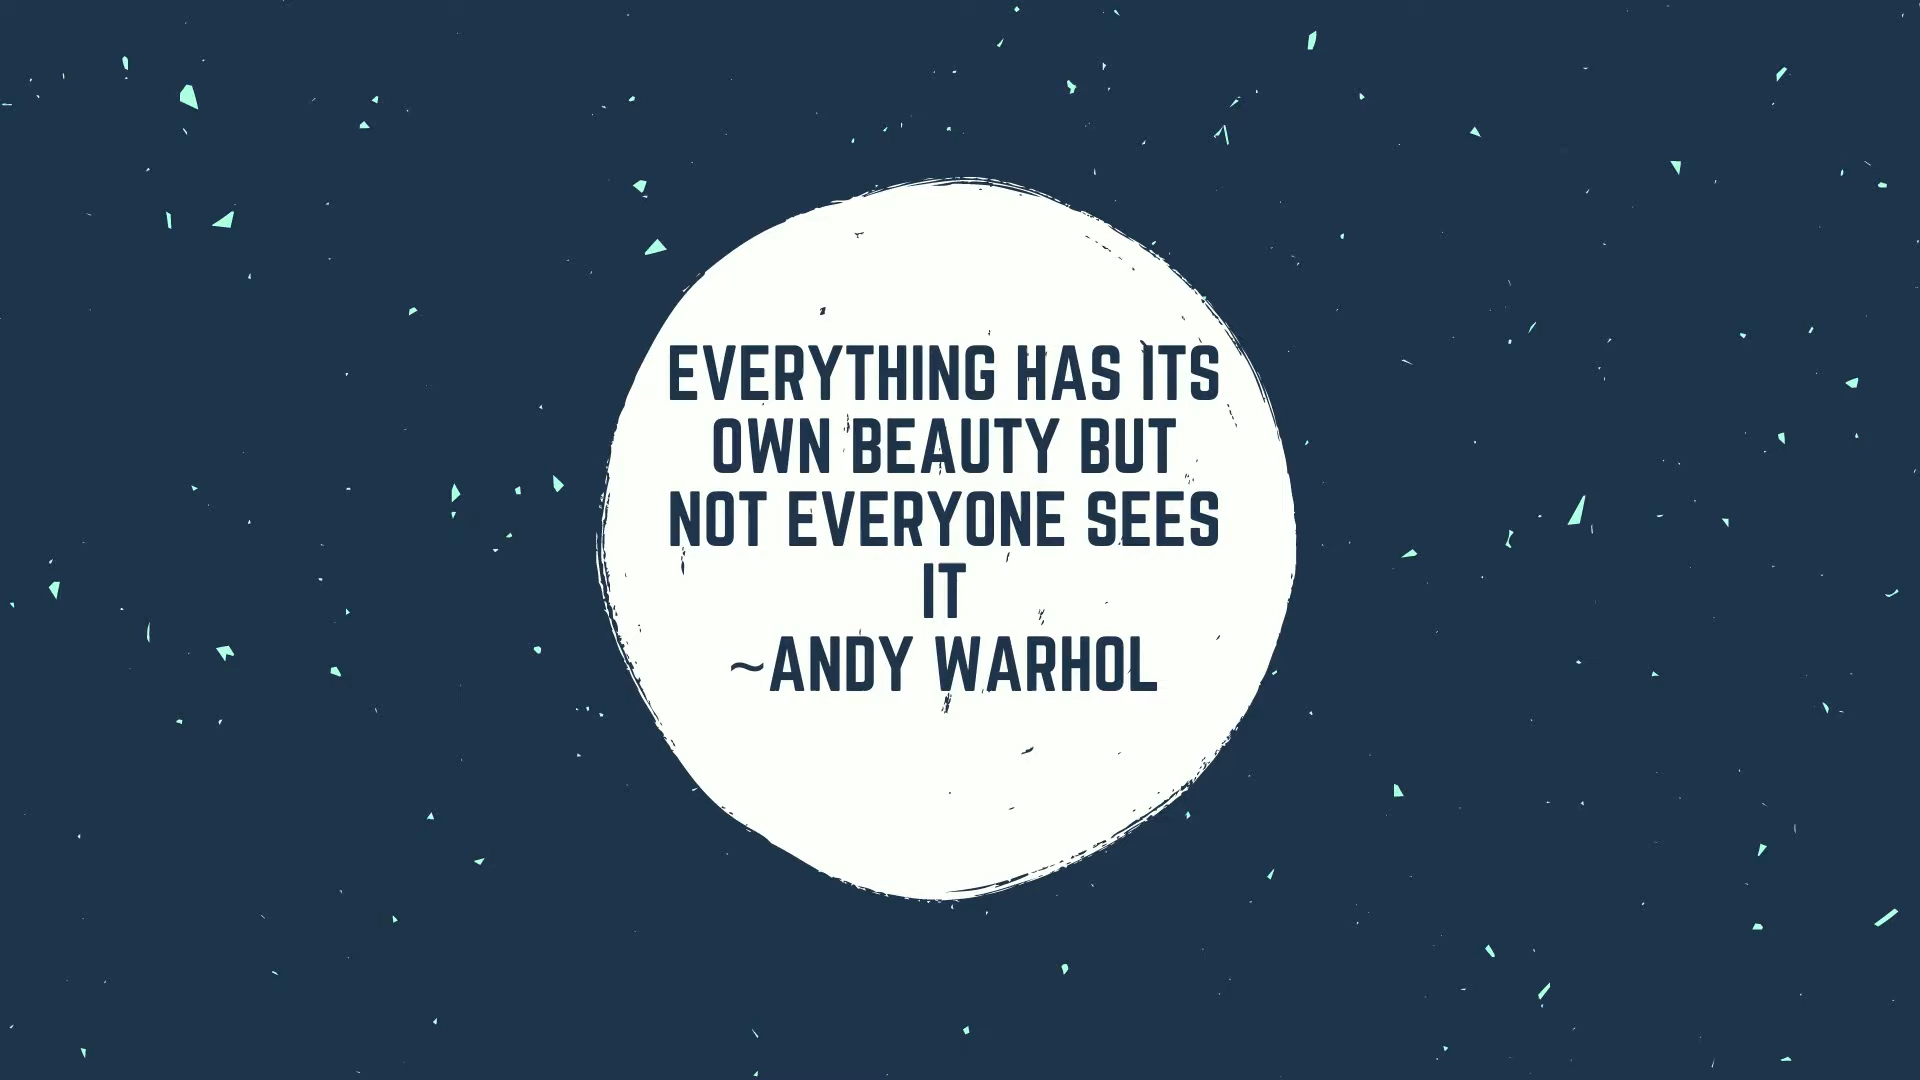 EVERYTHING HAS ITS
OWN BEAUTY BUT
NOT EVERYONE SEES
IT
~ANDY WARHOL